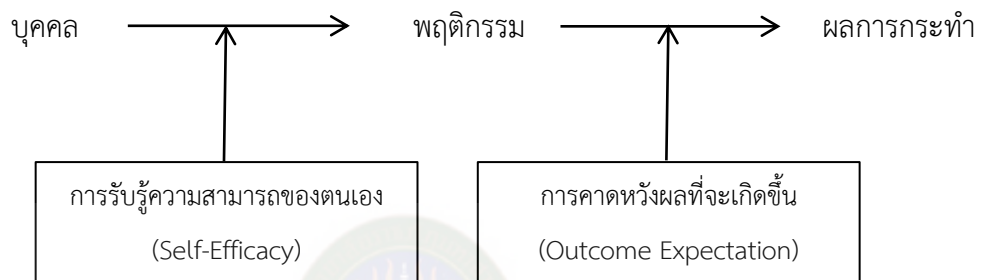 บุคคล พฤติกรรม ผลการกระทำ
การรับรู้ความสามารถของตนเอง
(Self-Efficacy)
การคาดหวังผลที่จะเกิดขึ้น
(Outcome Expectation)